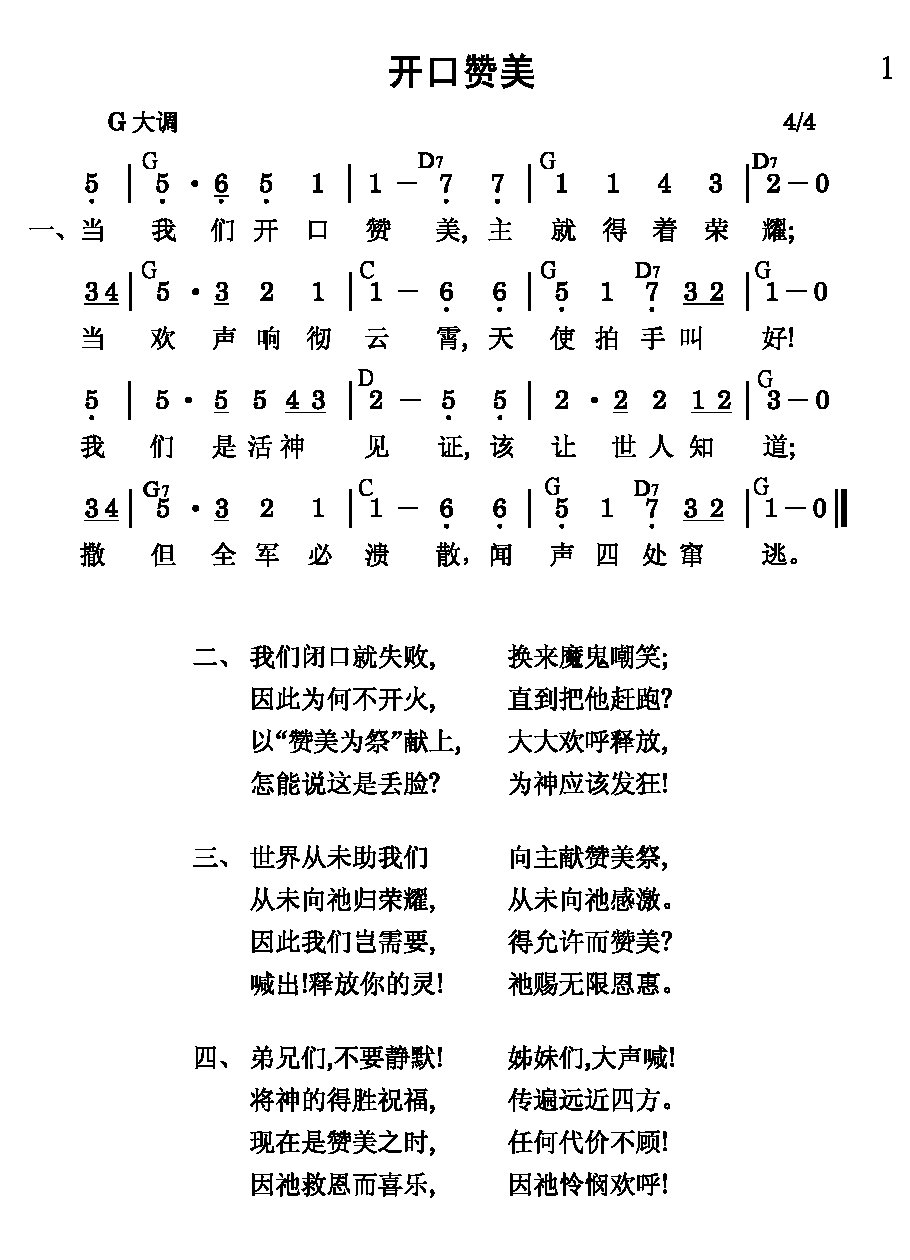 开口赞美
1
G 大调 4/4
G D7 G D7
5 | 5 · 6 5 1 | 1 – 7 7 | 1 1 4 3 | 2 – 0
一、当 我 们 开 口 赞 美, 主 就 得 着 荣 耀;
G C G D7 G
34 | 5 · 3 2 1 | 1 – 6 6 | 5 1 7 32 | 1 – 0
当 欢 声 响 彻 云 霄, 天 使 拍 手 叫 好!
D G
5 | 5 · 5 5 43 | 2 – 5 5 | 2 · 2 2 12 | 3 – 0
我 们 是 活 神 见 证, 该 让 世 人 知 道;
G7 C G D7 G
34 | 5 · 3 2 1 | 1 – 6 6 | 5 1 7 32 | 1 – 0 ‖
撒 但 全 军 必 溃 散, 闻 声 四 处 窜 逃。
二、 我们闭口就失败, 换来魔鬼嘲笑;
因此为何不开火, 直到把他赶跑?
以“赞美为祭”献上, 大大欢呼释放,
怎能说这是丢脸? 为神应该发狂!
三、 世界从未助我们 向主献赞美祭,
从未向祂归荣耀, 从未向祂感激。
因此我们岂需要, 得允许而赞美?
喊出!释放你的灵! 祂赐无限恩惠。
四、 弟兄们,不要静默! 姊妹们,大声喊!
将神的得胜祝福, 传遍远近四方。
现在是赞美之时, 任何代价不顾!
因祂救恩而喜乐, 因祂怜悯欢呼!